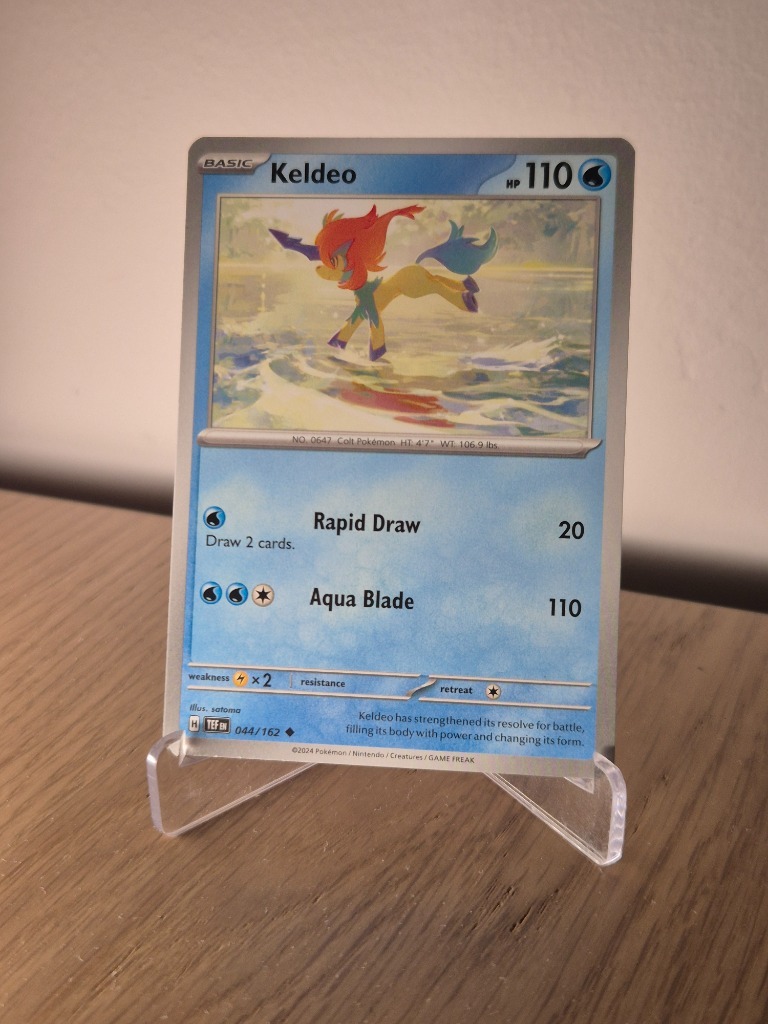 BASIC Keldeo HP 110
NO. 0647 Colt Pokémon HT: 4'7" WT: 106.9 lbs.
Rapid Draw 20
Draw 2 cards.
Aqua Blade 110
weakness ×2 resistance retreat
Illus. satoma
Keldeo has strengthened its resolve for battle,
filling its body with power and changing its form.
H TEF EN 044/162
©2024 Pokémon / Nintendo / Creatures / GAME FREAK